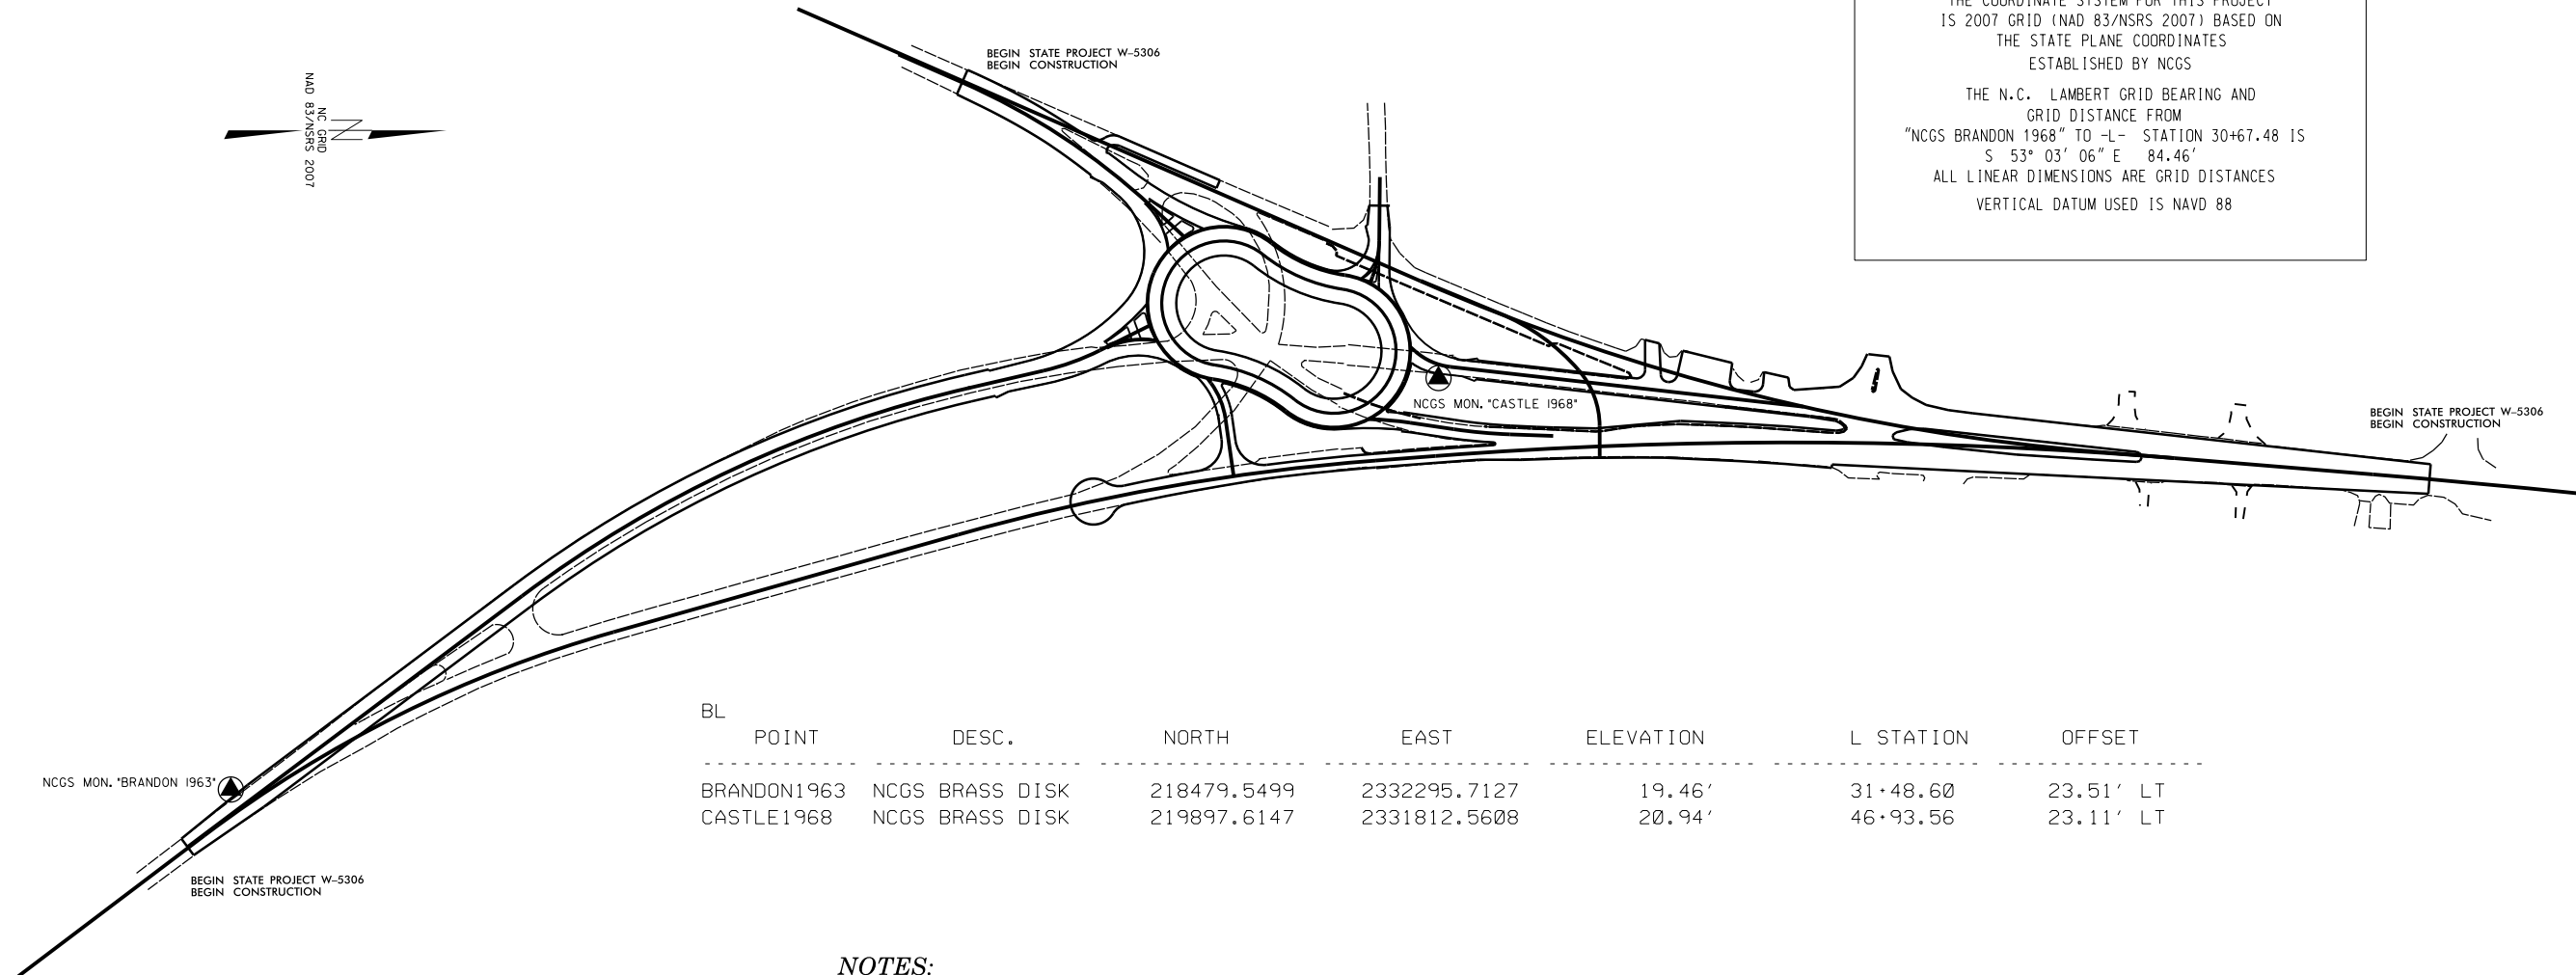 THE COORDINATE SYSTEM FOR THIS PROJECT
IS 2007 GRID (NAD 83/NSRS 2007) BASED ON
THE STATE PLANE COORDINATES
ESTABLISHED BY NCGS
THE N.C. LAMBERT GRID BEARING AND
GRID DISTANCE FROM
"NCGS BRANDON 1968" TO -L- STATION 30+67.48 IS
S 53° 03' 06" E 84.46'
ALL LINEAR DIMENSIONS ARE GRID DISTANCES
VERTICAL DATUM USED IS NAVD 88
BEGIN STATE PROJECT W-5306
BEGIN CONSTRUCTION
NC GRID
NAD 83/NSRS 2007
NCGS MON. "CASTLE 1968"
BEGIN STATE PROJECT W-5306
BEGIN CONSTRUCTION
NCGS MON. "BRANDON 1963"
BEGIN STATE PROJECT W-5306
BEGIN CONSTRUCTION
BL
POINT DESC. NORTH EAST ELEVATION L STATION OFFSET
BRANDON1963 NCGS BRASS DISK 218479.5499 2332295.7127 19.46' 31+48.60 23.51' LT
CASTLE1968 NCGS BRASS DISK 219897.6147 2331812.5608 20.94' 46+93.56 23.11' LT
NOTES: